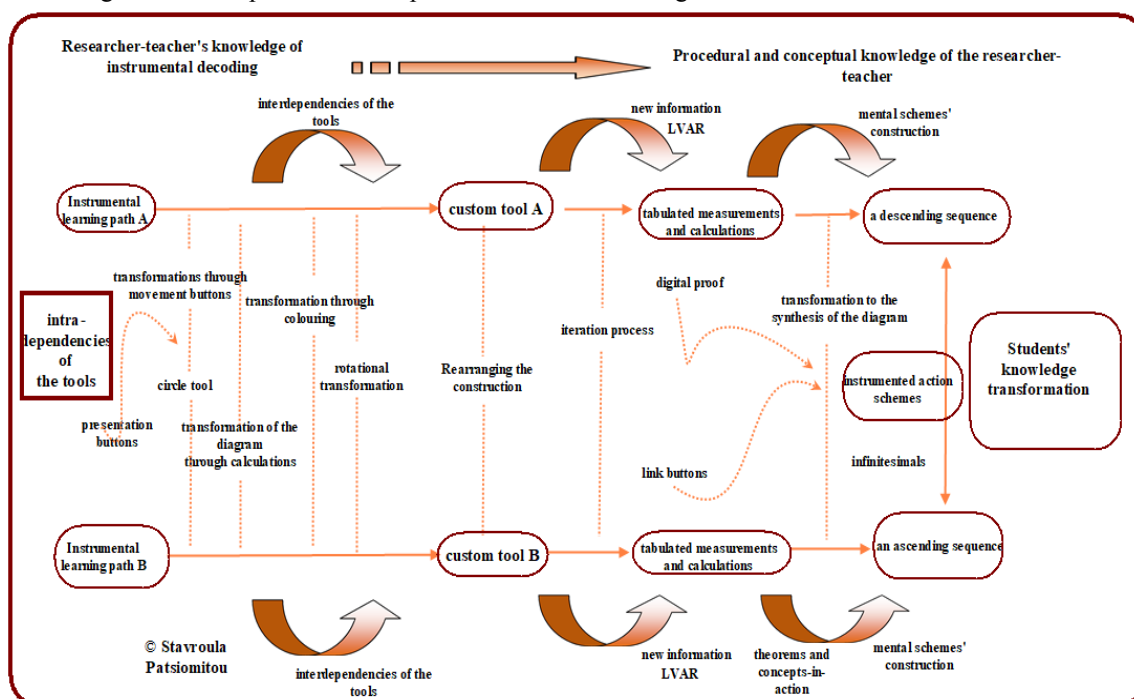 Researcher-teacher's knowledge of
instrumental decoding
Procedural and conceptual knowledge of the researcher-
teacher
interdependencies of the
tools
new information
LVAR
mental schemes'
construction
Instrumental
learning path A
custom tool A
tabulated measurements
and calculations
a descending sequence
transformations through
movement buttons
transformation through
colouring
digital proof
transformation to the
synthesis of the diagram
intra-
dependencies
of
the tools
iteration process
Students'
knowledge
transformation
circle tool
rotational
transformation
Rearranging the
construction
instrumented action
schemes
presentation
buttons
transformation of the
diagram
through calculations
link buttons
infinitesimals
Instrumental
learning path B
custom tool B
tabulated measurements
and calculations
an ascending sequence
© Stavroula
Patsiomitou
interdependencies of the
tools
new information
LVAR
theorems and
concepts-in-
action
mental schemes'
construction